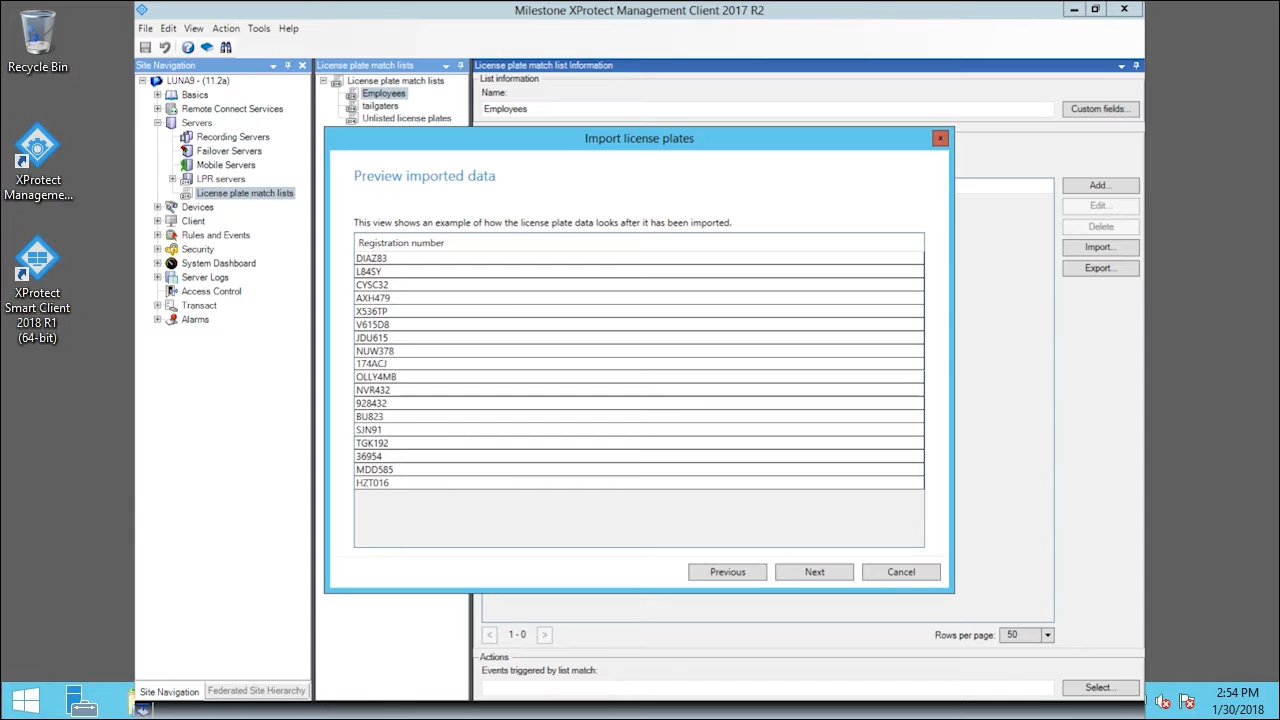 Milestone XProtect Management Client 2017 R2
File Edit View Action Tools Help
Recycle Bin
XProtect
Manageme...
XProtect
Smart Client
2018 R1
(64-bit)
Site Navigation
LUNA9 - (11.2a)
Basics
Remote Connect Services
Servers
Recording Servers
Failover Servers
Mobile Servers
LPR servers
License plate match lists
Devices
Client
Rules and Events
Security
System Dashboard
Server Logs
Access Control
Transact
Alarms
Site Navigation Federated Site Hierarchy
License plate match lists
License plate match lists
Employees
tailgaters
Unlisted license plates
License plate match list Information
List information
Name:
Employees
Custom fields...
Add...
Edit...
Delete
Import...
Export...
Import license plates
x
Preview imported data
This view shows an example of how the license plate data looks after it has been imported.
Registration number
DIAZ83
L84SY
CYSC32
AXH479
X536TP
V615D8
JDU615
NUW378
174ACJ
OLLY4MB
NVR432
928432
BU823
SJN91
TGK192
36954
MDD585
HZT016
Previous Next Cancel
< 1 - 0 >
Rows per page: 50
Actions
Events triggered by list match:
Select...
2:54 PM
1/30/2018